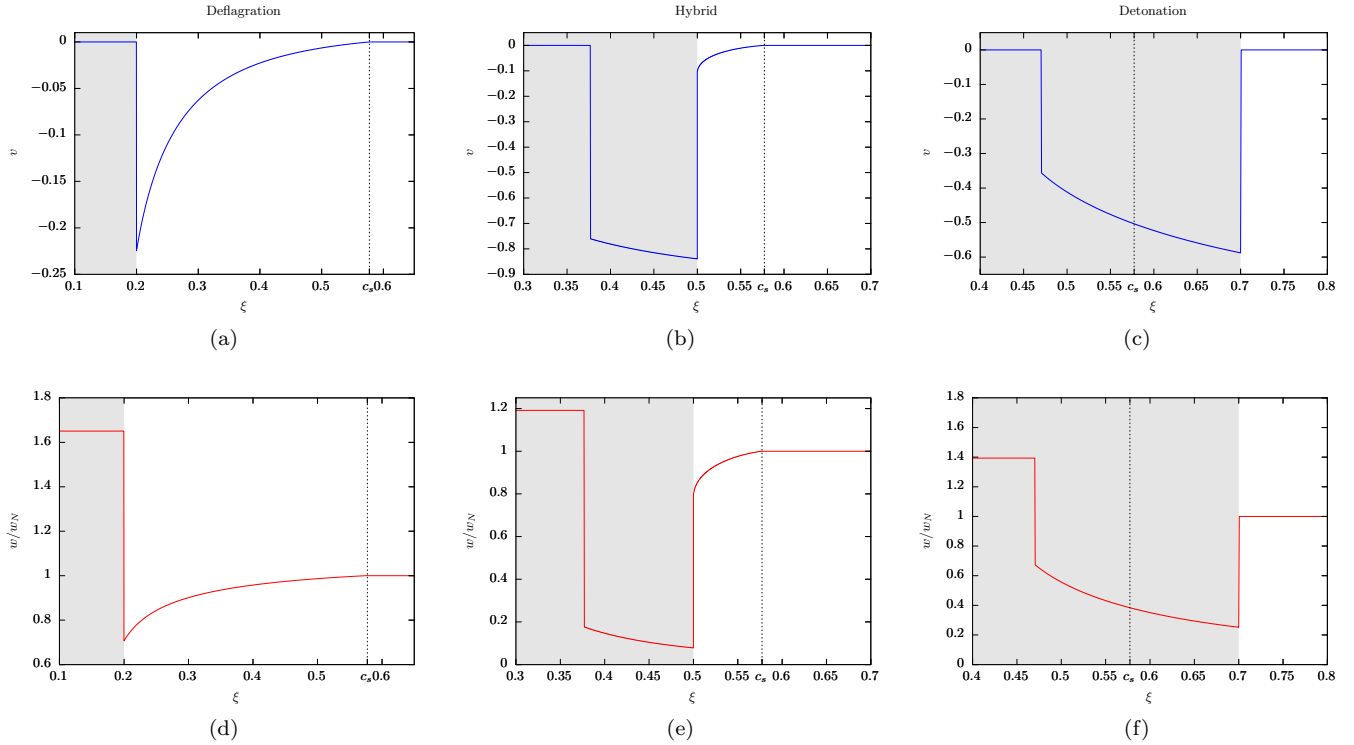 Deflagration
Hybrid
Detonation
0
−0.05
−0.1
−0.15
−0.2
−0.25
v
0.1 0.2 0.3 0.4 0.5 c_s 0.6
ξ
(a)
0
−0.1
−0.2
−0.3
−0.4
−0.5
−0.6
−0.7
−0.8
−0.9
v
0.3 0.35 0.4 0.45 0.5 0.55 c_s 0.6 0.65 0.7
ξ
(b)
0
−0.1
−0.2
−0.3
−0.4
−0.5
−0.6
v
0.4 0.45 0.5 0.55 c_s 0.6 0.65 0.7 0.75 0.8
ξ
(c)
1.8
1.6
1.4
1.2
1
0.8
0.6
w/w_N
0.1 0.2 0.3 0.4 0.5 c_s 0.6
ξ
(d)
1.2
1
0.8
0.6
0.4
0.2
0
w/w_N
0.3 0.35 0.4 0.45 0.5 0.55 c_s 0.6 0.65 0.7
ξ
(e)
1.8
1.6
1.4
1.2
1
0.8
0.6
0.4
0.2
0
w/w_N
0.4 0.45 0.5 0.55 c_s 0.6 0.65 0.7 0.75 0.8
ξ
(f)